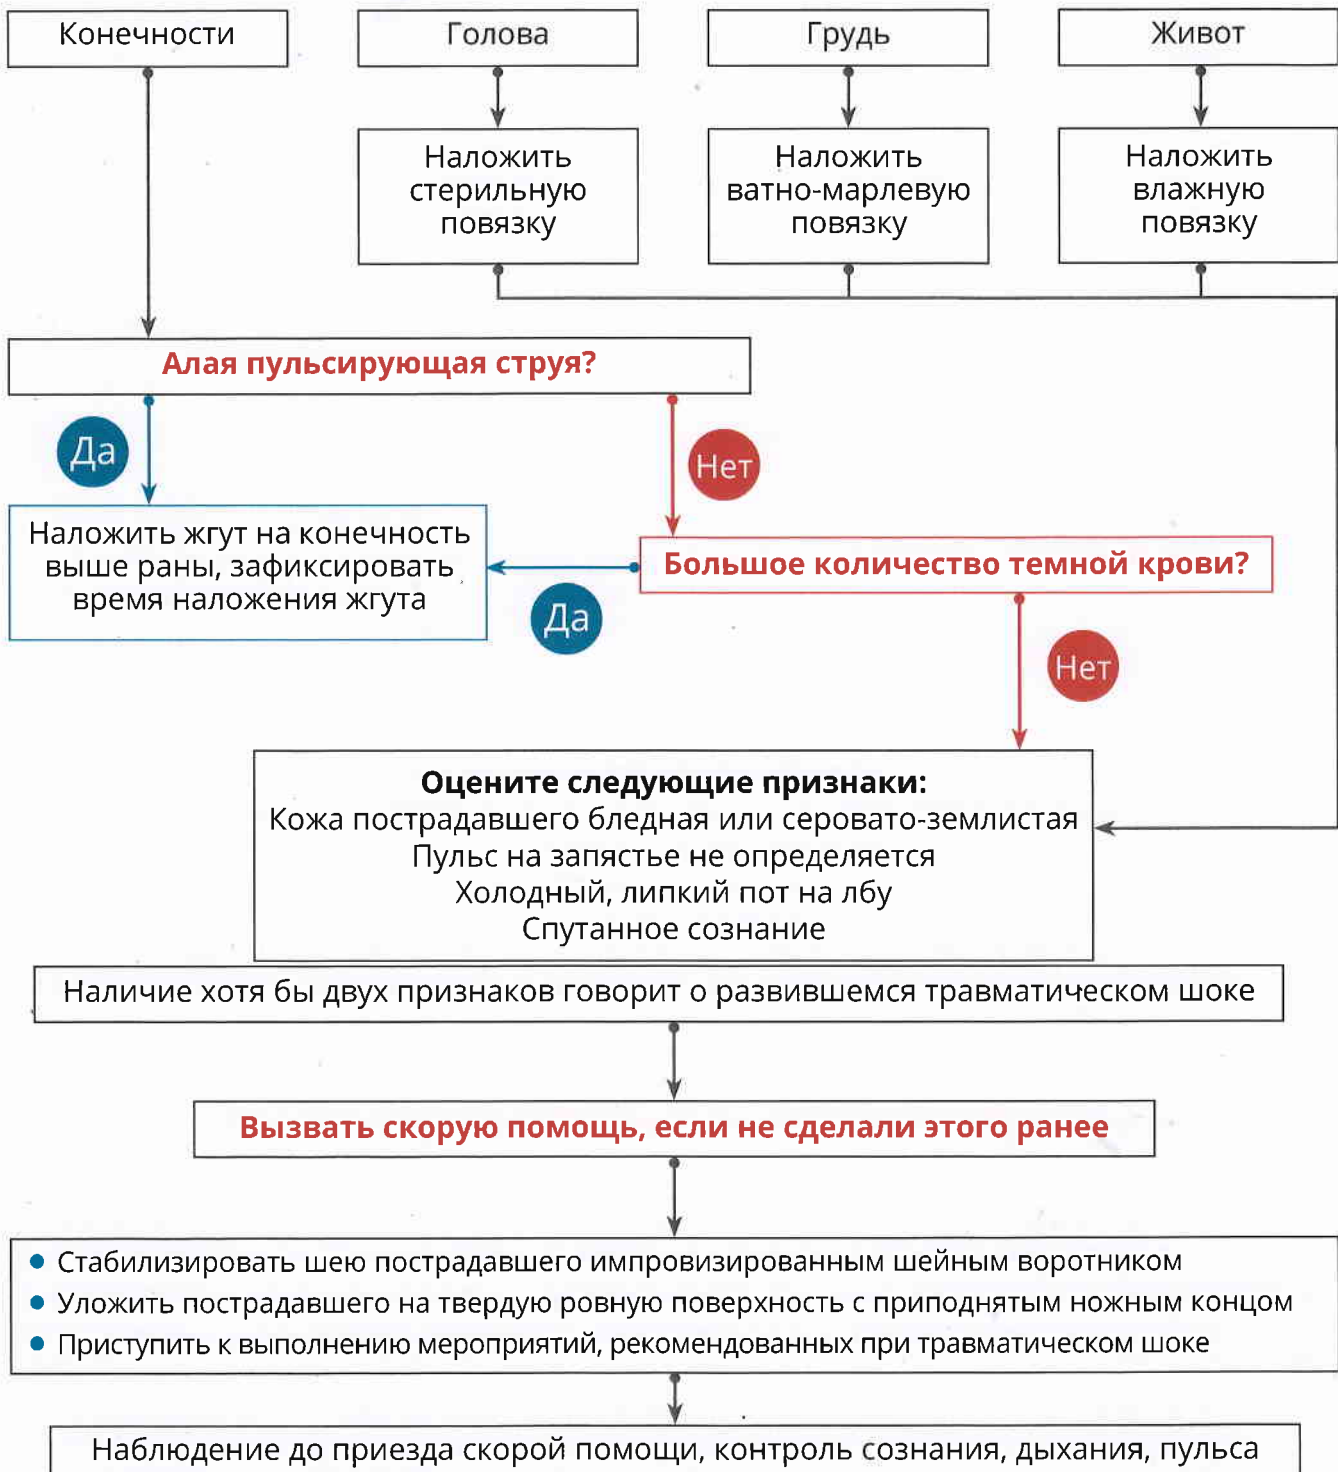 Конечности
Голова
Грудь
Живот
Наложить
стерильную
повязку
Наложить
ватно-марлевую
повязку
Наложить
влажную
повязку
Алая пульсирующая струя?
Да
Нет
Наложить жгут на конечность
выше раны, зафиксировать
время наложения жгута
Большое количество темной крови?
Да
Нет
Оцените следующие признаки:
Кожа пострадавшего бледная или серовато-землистая
Пульс на запястье не определяется
Холодный, липкий пот на лбу
Спутанное сознание
Наличие хотя бы двух признаков говорит о развившемся травматическом шоке
Вызвать скорую помощь, если не сделали этого ранее
• Стабилизировать шею пострадавшего импровизированным шейным воротником
• Уложить пострадавшего на твердую ровную поверхность с приподнятым ножным концом
• Приступить к выполнению мероприятий, рекомендованных при травматическом шоке
Наблюдение до приезда скорой помощи, контроль сознания, дыхания, пульса